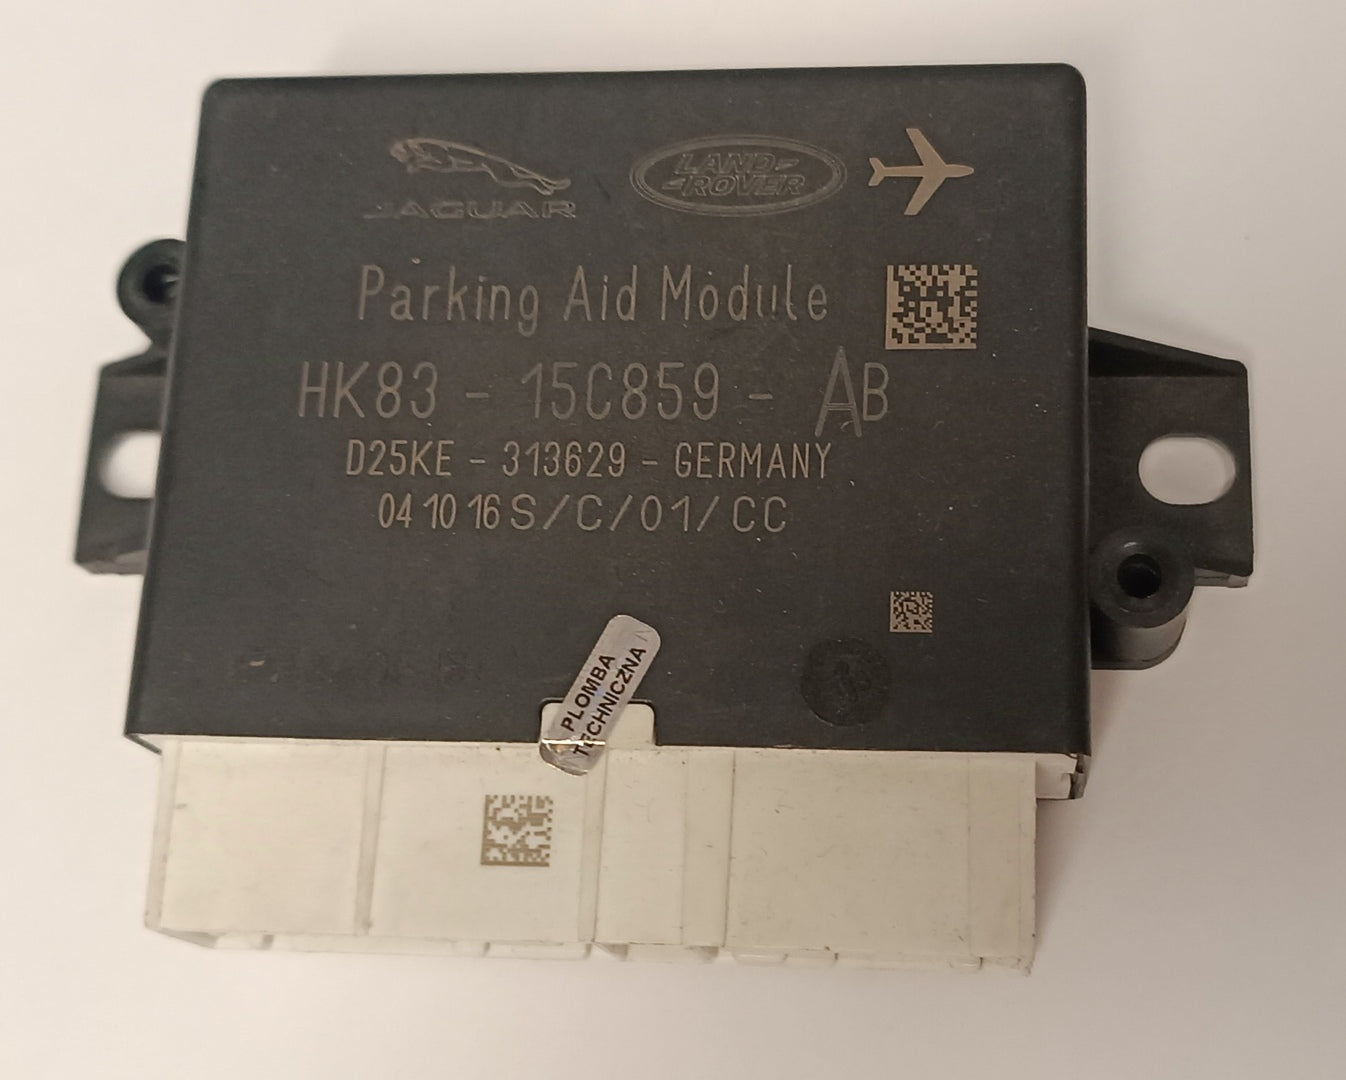 JAGUAR
LAND-
-ROVER
Parking Aid Module
HK83 - 15C859 - AB
D25KE - 313629 - GERMANY
04 10 16 S/C/01/CC
PLOMBA
TECHNICZNA